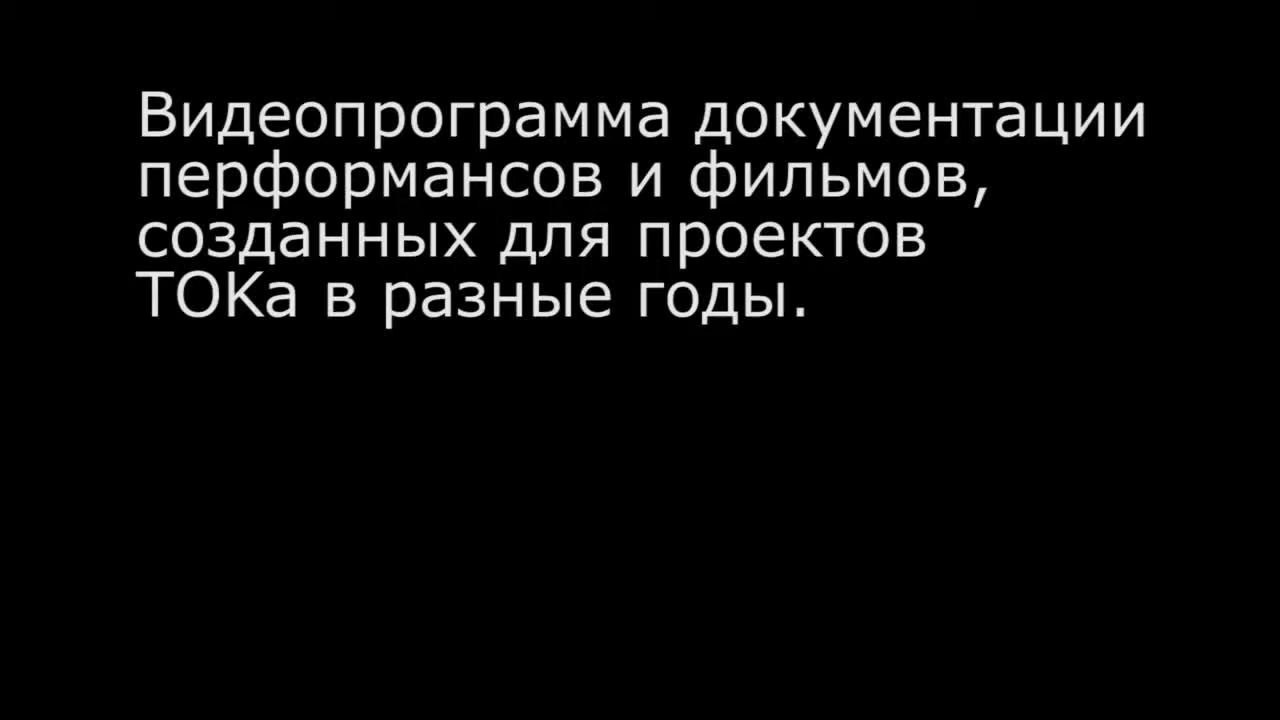 Видеопрограмма документации
перформансов и фильмов,
созданных для проектов
ТОКа в разные годы.